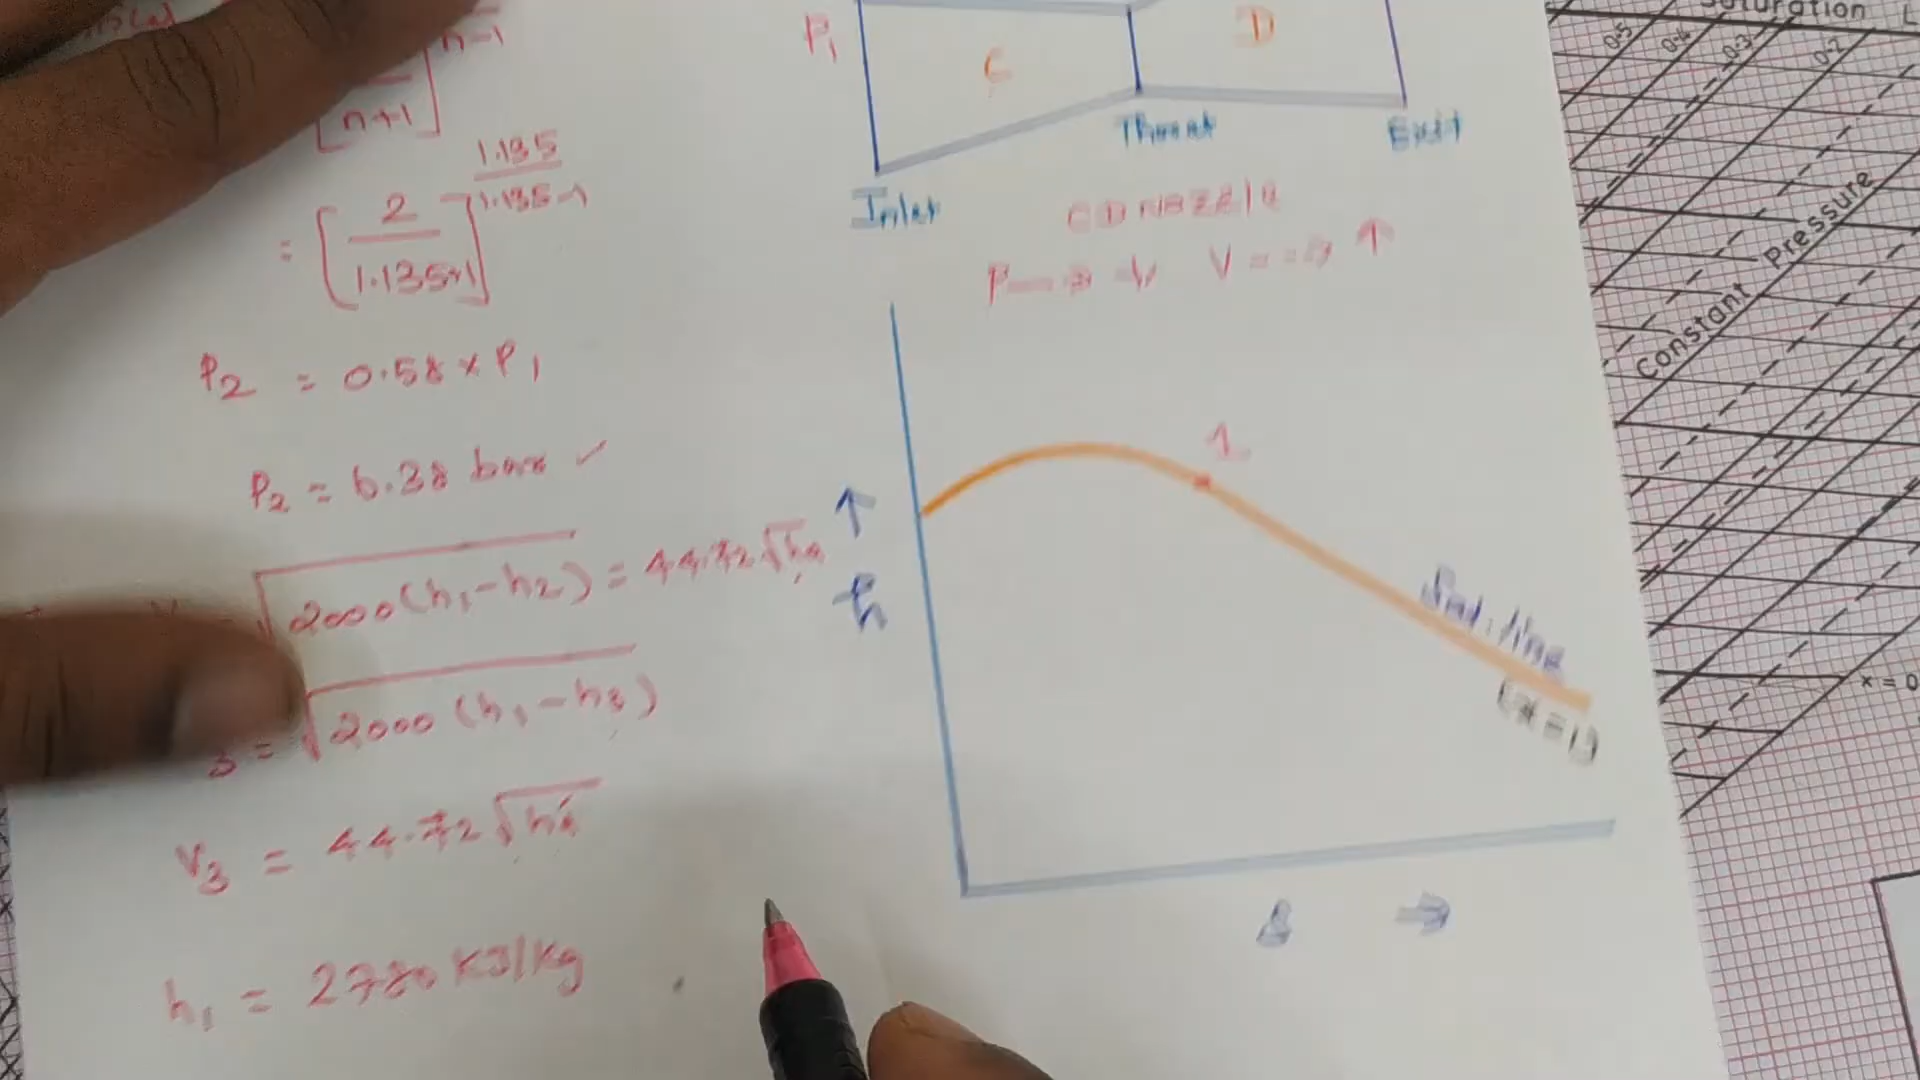 n-1
n+1
1.135
1.135-1
= [ 2
1.135+1 ]
P2 = 0.58 x P1
P2 = 6.38 bar ✓
√2000(h1-h2) = 44.72√hd
3 = √2000 (h1-h3)
V3 = 44.72√hd
h1 = 2780 KJ/Kg
P1
C
D
Throat
Exit
Inlet
CD NOZZLE
P → ↓ V → ↑
1
↑
h
Sat. line
(x=1)
s →
Saturation L
0.5
0.4
0.3
0.2
Constant Pressure
x = 0